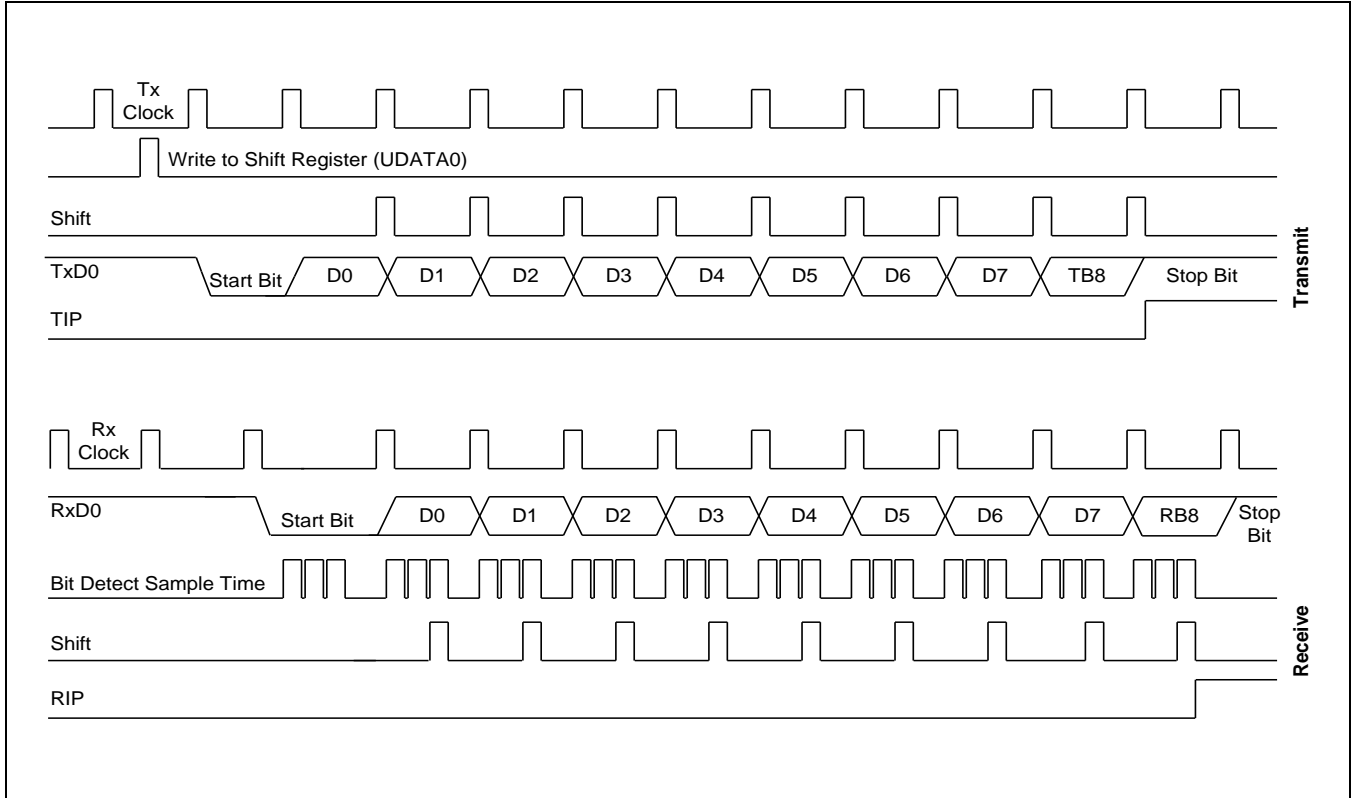 Tx
Clock
Write to Shift Register (UDATA0)
Shift
TxD0
Start Bit D0 D1 D2 D3 D4 D5 D6 D7 TB8 Stop Bit
TIP
Transmit
Rx
Clock
RxD0
Start Bit D0 D1 D2 D3 D4 D5 D6 D7 RB8 Stop
Bit
Bit Detect Sample Time
Shift
RIP
Receive